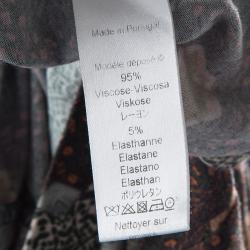 Made in Portugal
Modèle déposé ©
95%
Viscose-Viscosa
Viskose
レーヨン
5%
Elasthanne
Elastane
Elastano
Elasthan
ポリウレタン
Nettoyer sur